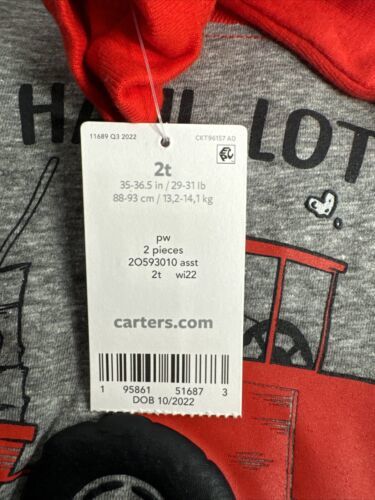 HAUL LOT
11689 Q3 2022 CKT96157 AD
2t
35-36.5 in / 29-31 lb
88-93 cm / 13,2-14,1 kg
pw
2 pieces
2O593010 asst
2t wi22
carters.com
1 95861 51687 3
DOB 10/2022